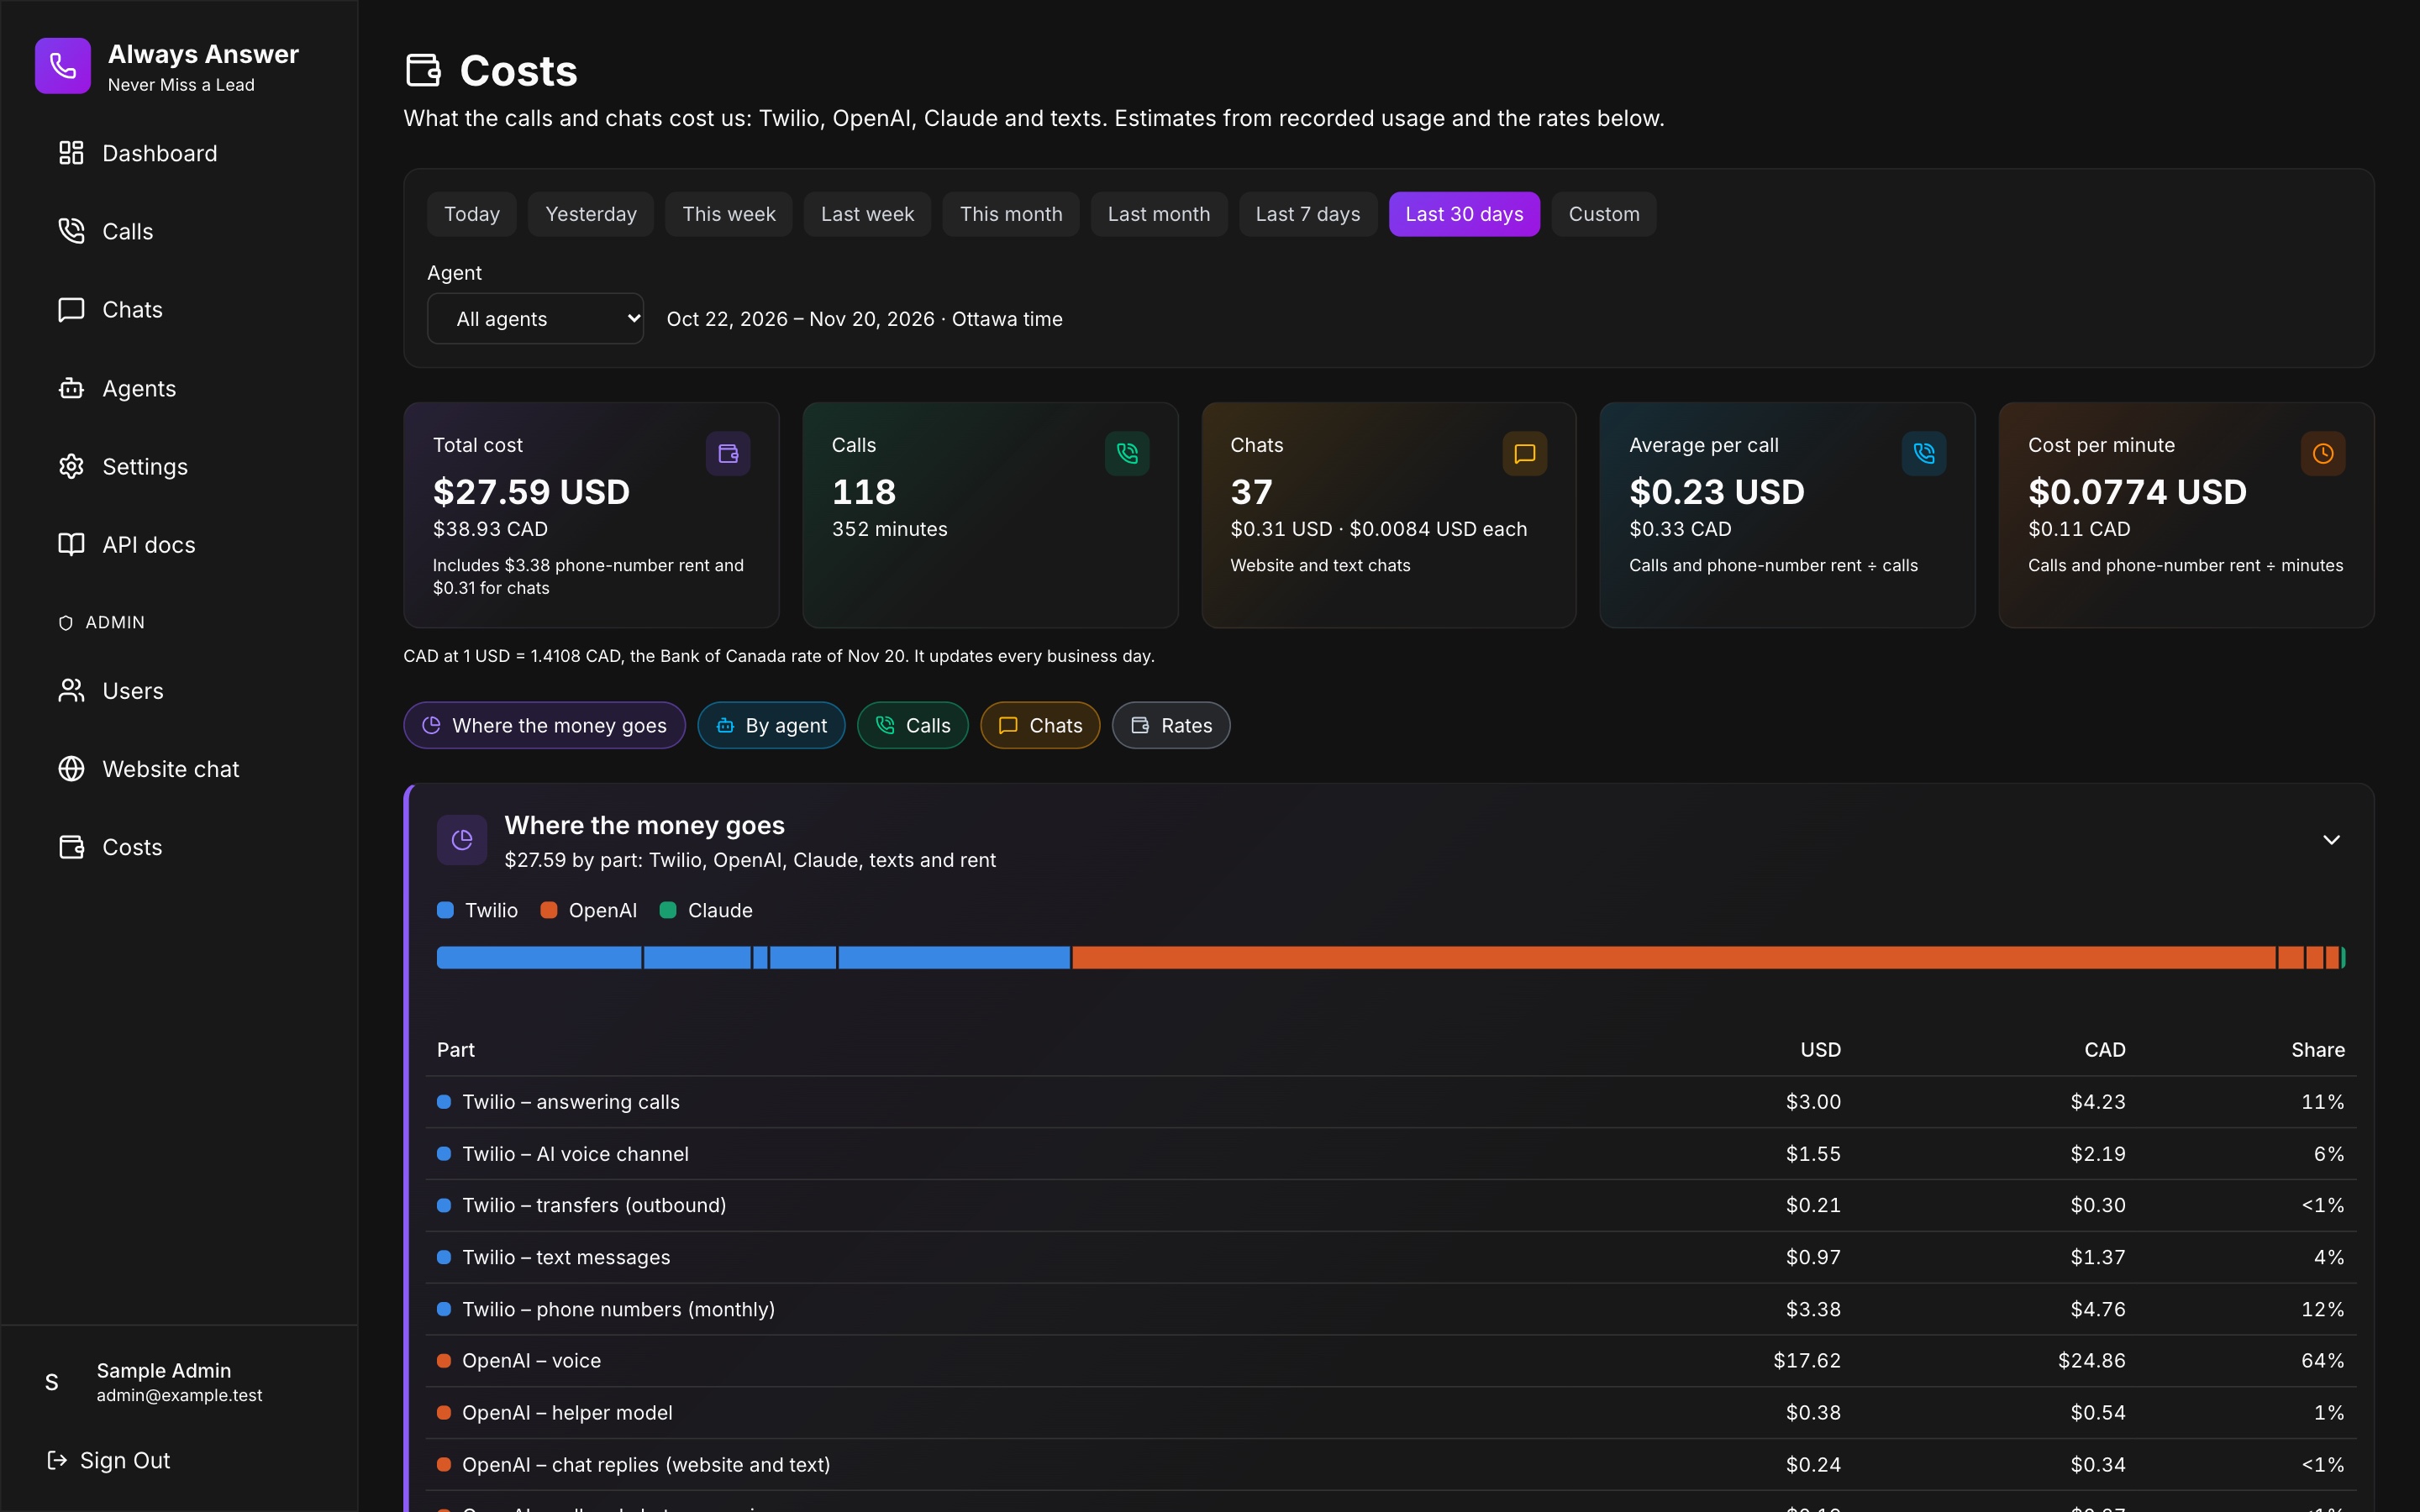 Always Answer
Never Miss a Lead
Dashboard
Calls
Chats
Agents
Settings
API docs
ADMIN
Users
Website chat
Costs
S
Sample Admin
admin@example.test
Sign Out
Costs
What the calls and chats cost us: Twilio, OpenAI, Claude and texts. Estimates from recorded usage and the rates below.
Today Yesterday This week Last week This month Last month Last 7 days Last 30 days Custom
Agent
All agents Oct 22, 2026 – Nov 20, 2026 · Ottawa time
Total cost
$27.59 USD
$38.93 CAD
Includes $3.38 phone-number rent and
$0.31 for chats
Calls
118
352 minutes
Chats
37
$0.31 USD · $0.0084 USD each
Website and text chats
Average per call
$0.23 USD
$0.33 CAD
Calls and phone-number rent ÷ calls
Cost per minute
$0.0774 USD
$0.11 CAD
Calls and phone-number rent ÷ minutes
CAD at 1 USD = 1.4108 CAD, the Bank of Canada rate of Nov 20. It updates every business day.
Where the money goes By agent Calls Chats Rates
Where the money goes
$27.59 by part: Twilio, OpenAI, Claude, texts and rent
Twilio OpenAI Claude
Part USD CAD Share
Twilio – answering calls $3.00 $4.23 11%
Twilio – AI voice channel $1.55 $2.19 6%
Twilio – transfers (outbound) $0.21 $0.30 <1%
Twilio – text messages $0.97 $1.37 4%
Twilio – phone numbers (monthly) $3.38 $4.76 12%
OpenAI – voice $17.62 $24.86 64%
OpenAI – helper model $0.38 $0.54 1%
OpenAI – chat replies (website and text) $0.24 $0.34 <1%